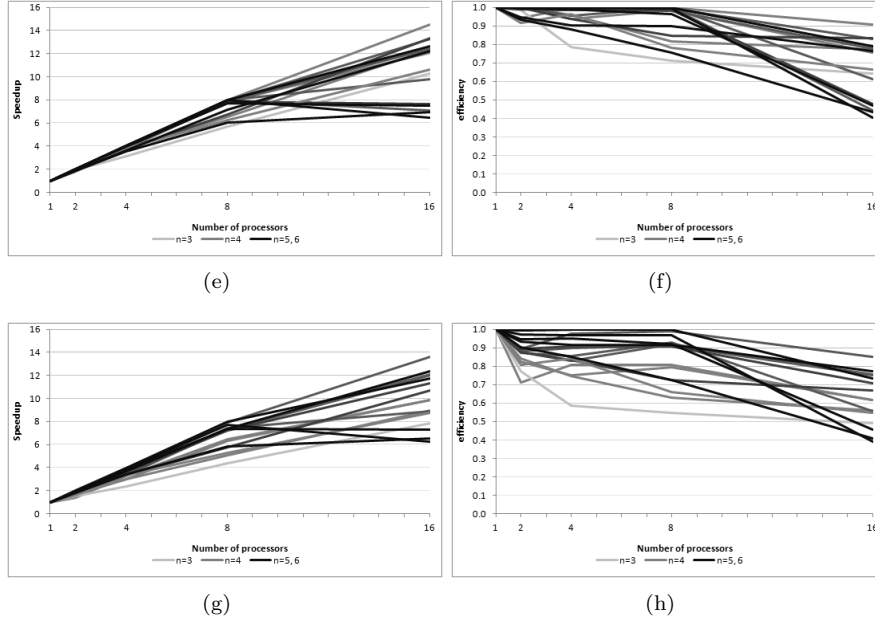 16
14
12
10
8
6
4
2
0
Speedup
1 2 4 8 16
Number of processors
n=3 n=4 n=5, 6
(e)
1.0
0.9
0.8
0.7
0.6
0.5
0.4
0.3
0.2
0.1
0.0
efficiency
1 2 4 8 16
Number of processors
n=3 n=4 n=5, 6
(f)
16
14
12
10
8
6
4
2
0
Speedup
1 2 4 8 16
Number of processors
n=3 n=4 n=5, 6
(g)
1.0
0.9
0.8
0.7
0.6
0.5
0.4
0.3
0.2
0.1
0.0
efficiency
1 2 4 8 16
Number of processors
n=3 n=4 n=5, 6
(h)